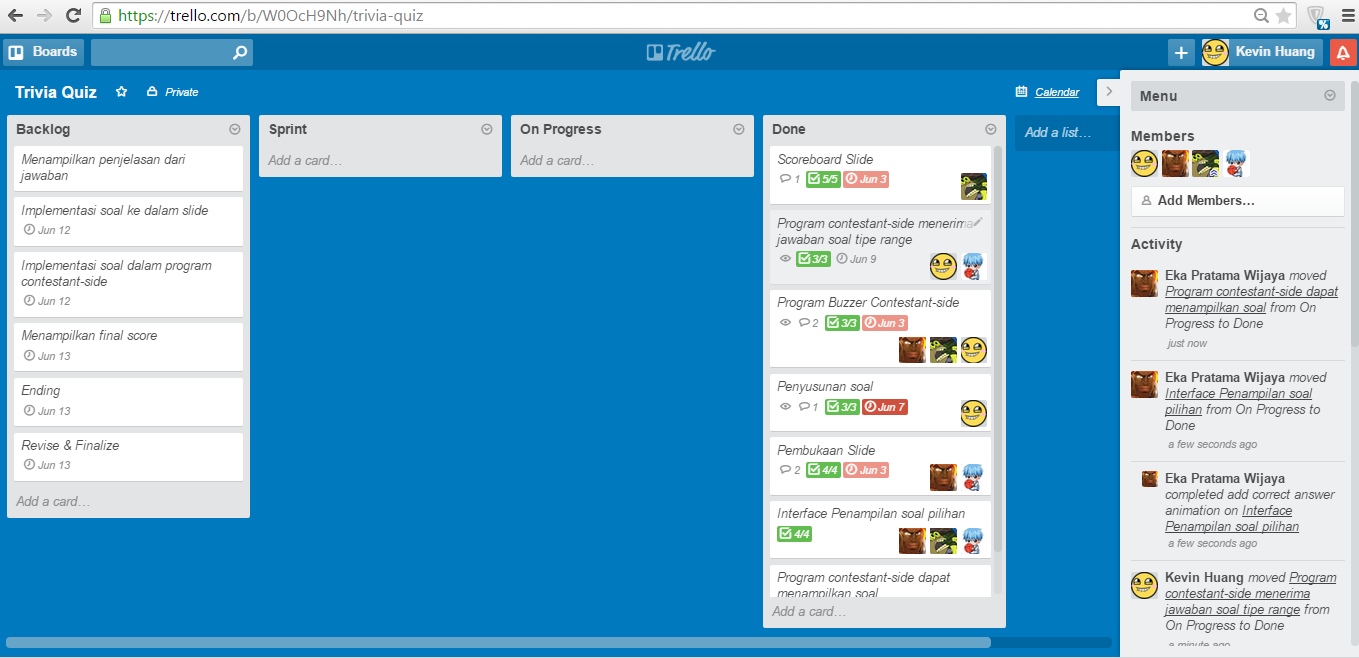 https://trello.com/b/W0OcH9Nh/trivia-quiz
%
Boards
Trello
+
Kevin Huang
Trivia Quiz
Private
Calendar
Backlog
Menampilkan penjelasan dari
jawaban
Implementasi soal ke dalam slide
Jun 12
Implementasi soal dalam program
contestant-side
Jun 12
Menampilkan final score
Jun 13
Ending
Jun 13
Revise & Finalize
Jun 13
Add a card…
Sprint
Add a card…
On Progress
Add a card…
Done
Scoreboard Slide
1 5/5 Jun 3
Program contestant-side menerima
jawaban soal tipe range
3/3 Jun 9
Program Buzzer Contestant-side
2 3/3 Jun 3
Penyusunan soal
1 3/3 Jun 7
Pembukaan Slide
2 4/4 Jun 3
Interface Penampilan soal pilihan
4/4
Program contestant-side dapat
menampilkan soal
Add a card…
Add a list…
Menu
Members
Add Members…
Activity
Eka Pratama Wijaya moved
Program contestant-side dapat
menampilkan soal from On
Progress to Done
just now
Eka Pratama Wijaya moved
Interface Penampilan soal
pilihan from On Progress to
Done
a few seconds ago
Eka Pratama Wijaya
completed add correct answer
animation on Interface
Penampilan soal pilihan
a few seconds ago
Kevin Huang moved Program
contestant-side menerima
jawaban soal tipe range from
On Progress to Done
a minute ago